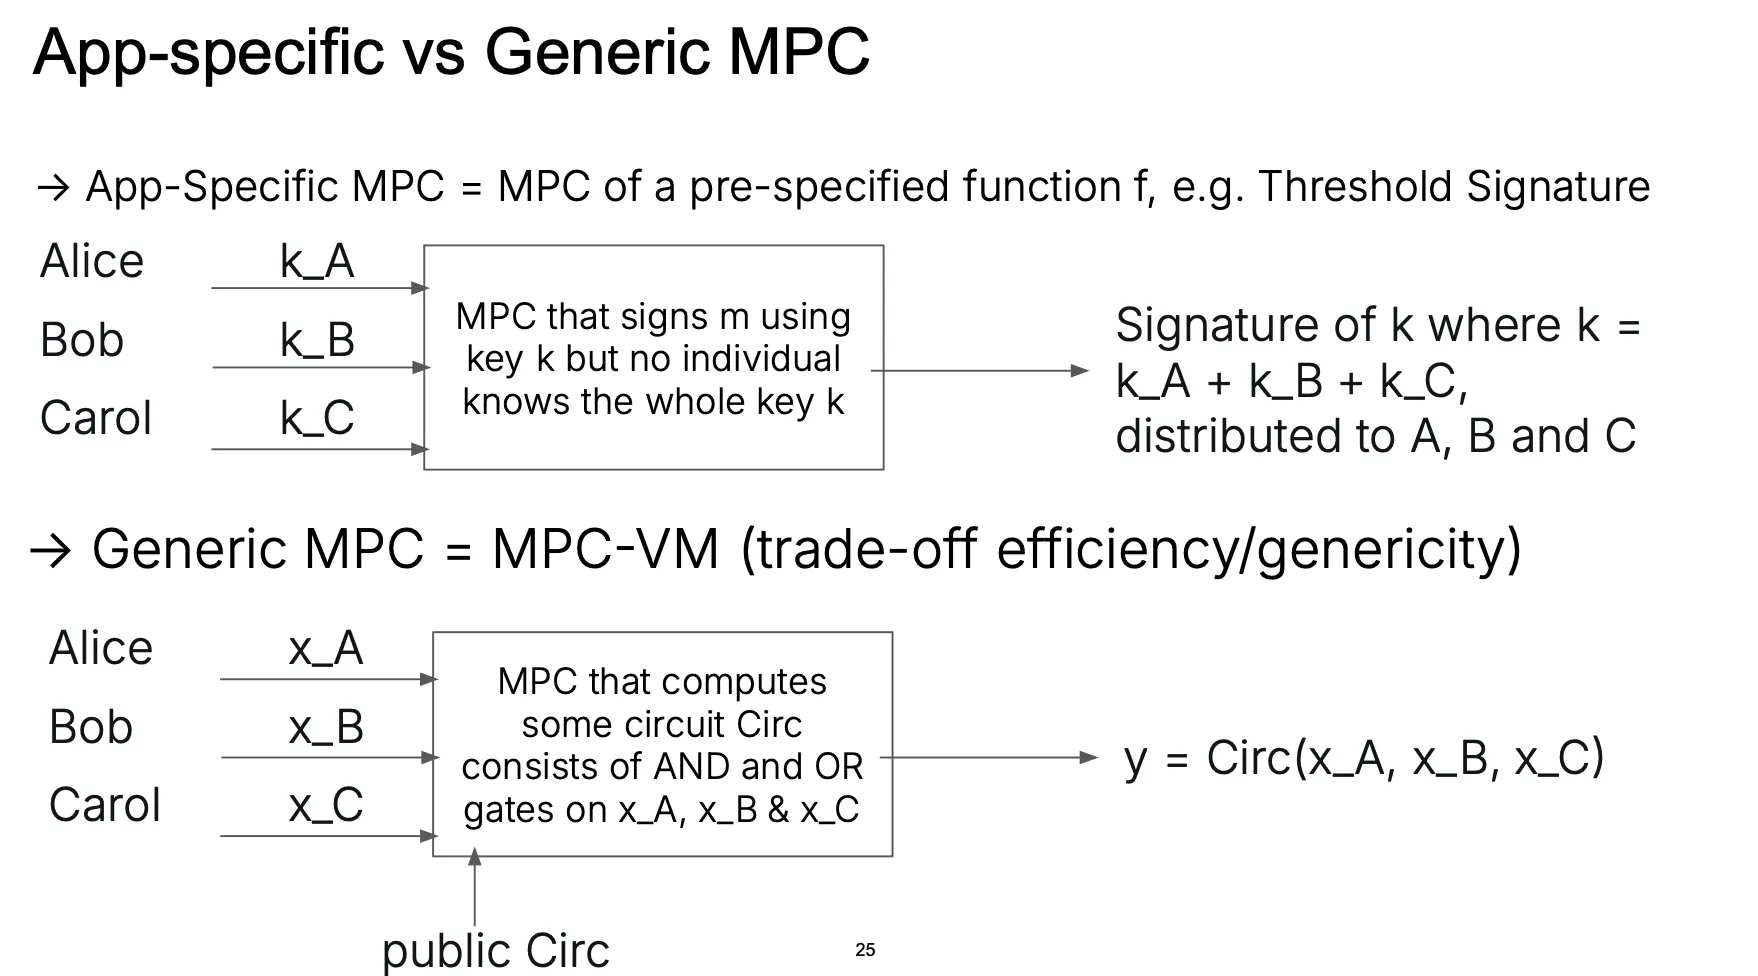 App-specific vs Generic MPC
→ App-Specific MPC = MPC of a pre-specified function f, e.g. Threshold Signature
Alice
k_A
Bob
k_B
Carol
k_C
MPC that signs m using
key k but no individual
knows the whole key k
Signature of k where k =
k_A + k_B + k_C,
distributed to A, B and C
→ Generic MPC = MPC-VM (trade-off efficiency/genericity)
Alice
x_A
Bob
x_B
Carol
x_C
MPC that computes
some circuit Circ
consists of AND and OR
gates on x_A, x_B & x_C
y = Circ(x_A, x_B, x_C)
public Circ
25